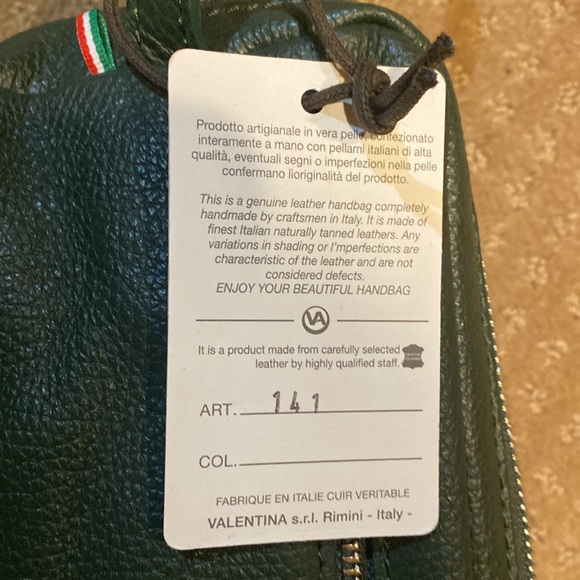 Prodotto artigianale in vera pelle, confezionato
interamente a mano con pellami italiani di alta
qualità, eventuali segni o imperfezioni nella pelle
confermano lioriginalità del prodotto.
This is a genuine leather handbag completely
handmade by craftsmen in Italy. It is made of
finest Italian naturally tanned leathers. Any
variations in shading or I'mperfections are
characteristic of the leather and are not
considered defects.
ENJOY YOUR BEAUTIFUL HANDBAG
VA
It is a product made from carefully selected
leather by highly qualified staff.
ART. 141
COL.
FABRIQUE EN ITALIE CUIR VERITABLE
VALENTINA s.r.l. Rimini - Italy -